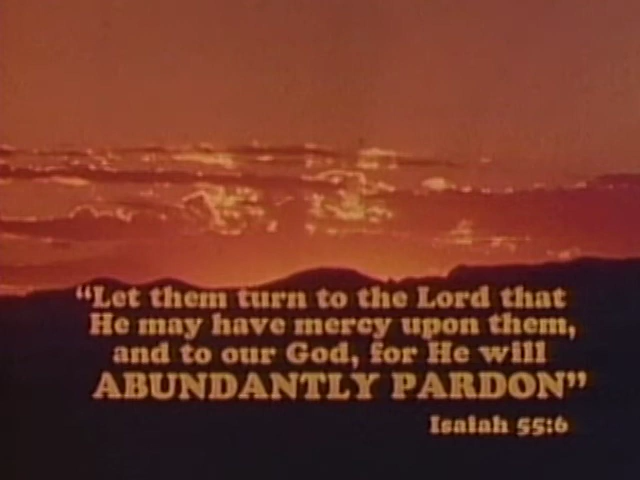 “Let them turn to the Lord that
He may have mercy upon them,
and to our God, for He will
ABUNDANTLY PARDON”
Isaiah 55:6